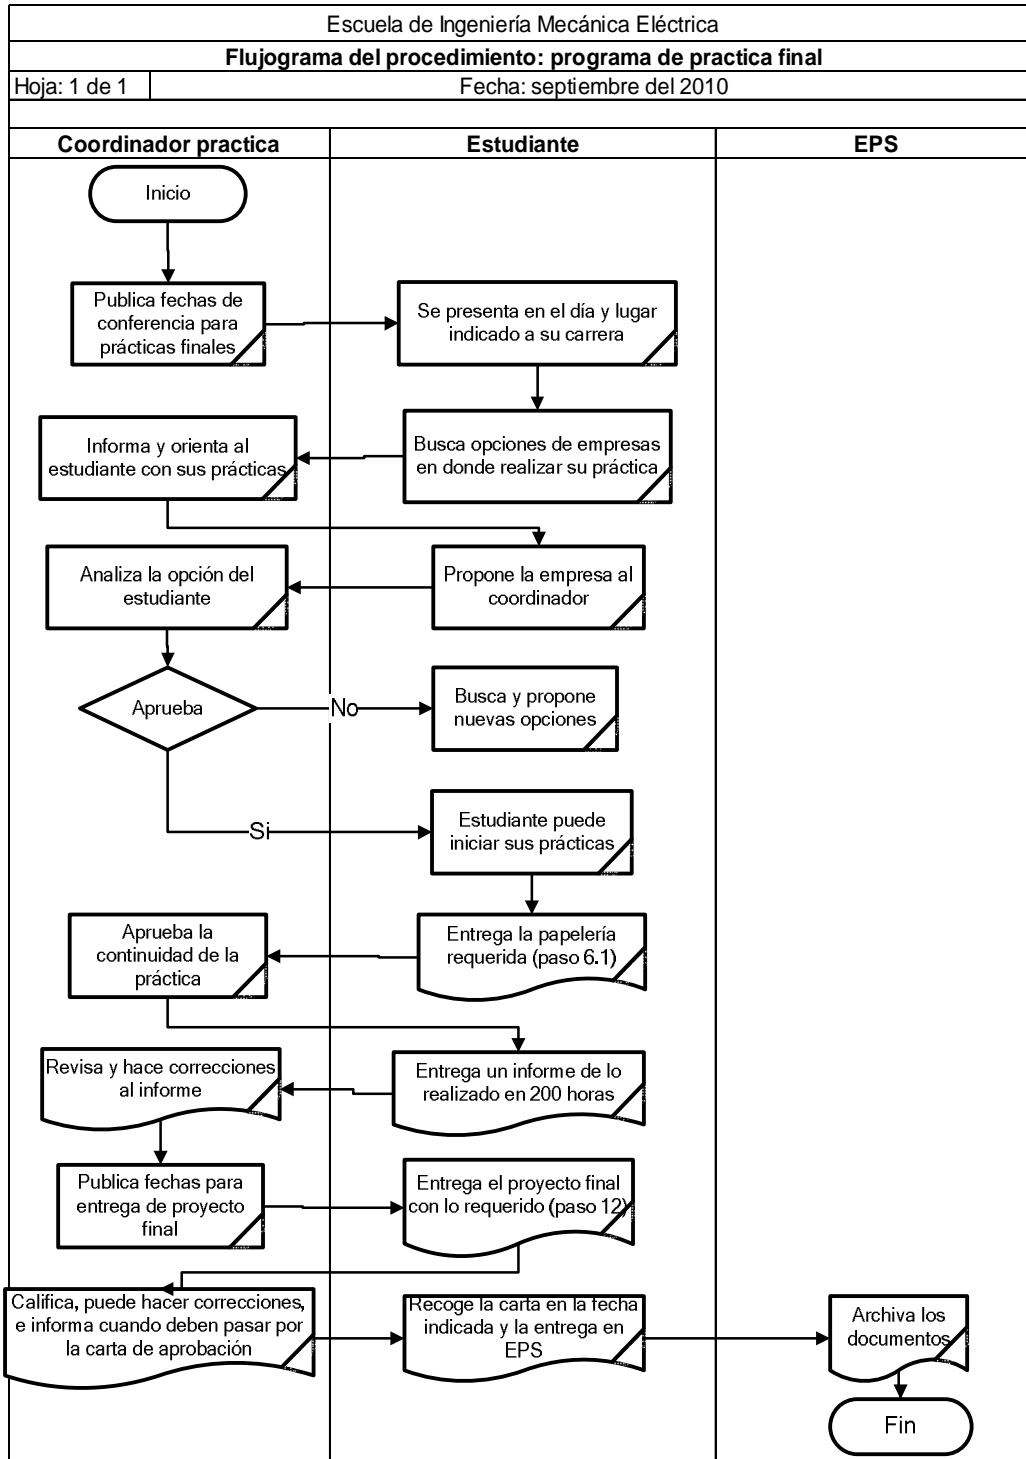 Escuela de Ingeniería Mecánica Eléctrica
Flujograma del procedimiento: programa de practica final
Hoja: 1 de 1
Fecha: septiembre del 2010
Coordinador practica
Estudiante
EPS
Inicio
Publica fechas de
conferencia para
prácticas finales
Se presenta en el día y lugar
indicado a su carrera
Informa y orienta al
estudiante con sus prácticas
Busca opciones de empresas
en donde realizar su práctica
Analiza la opción del
estudiante
Propone la empresa al
coordinador
Aprueba
No
Busca y propone
nuevas opciones
Si
Estudiante puede
iniciar sus prácticas
Aprueba la
continuidad de la
práctica
Entrega la papelería
requerida (paso 6.1)
Revisa y hace correcciones
al informe
Entrega un informe de lo
realizado en 200 horas
Publica fechas para
entrega de proyecto
final
Entrega el proyecto final
con lo requerido (paso 12)
Califica, puede hacer correcciones,
e informa cuando deben pasar por
la carta de aprobación
Recoge la carta en la fecha
indicada y la entrega en
EPS
Archiva los
documentos
Fin